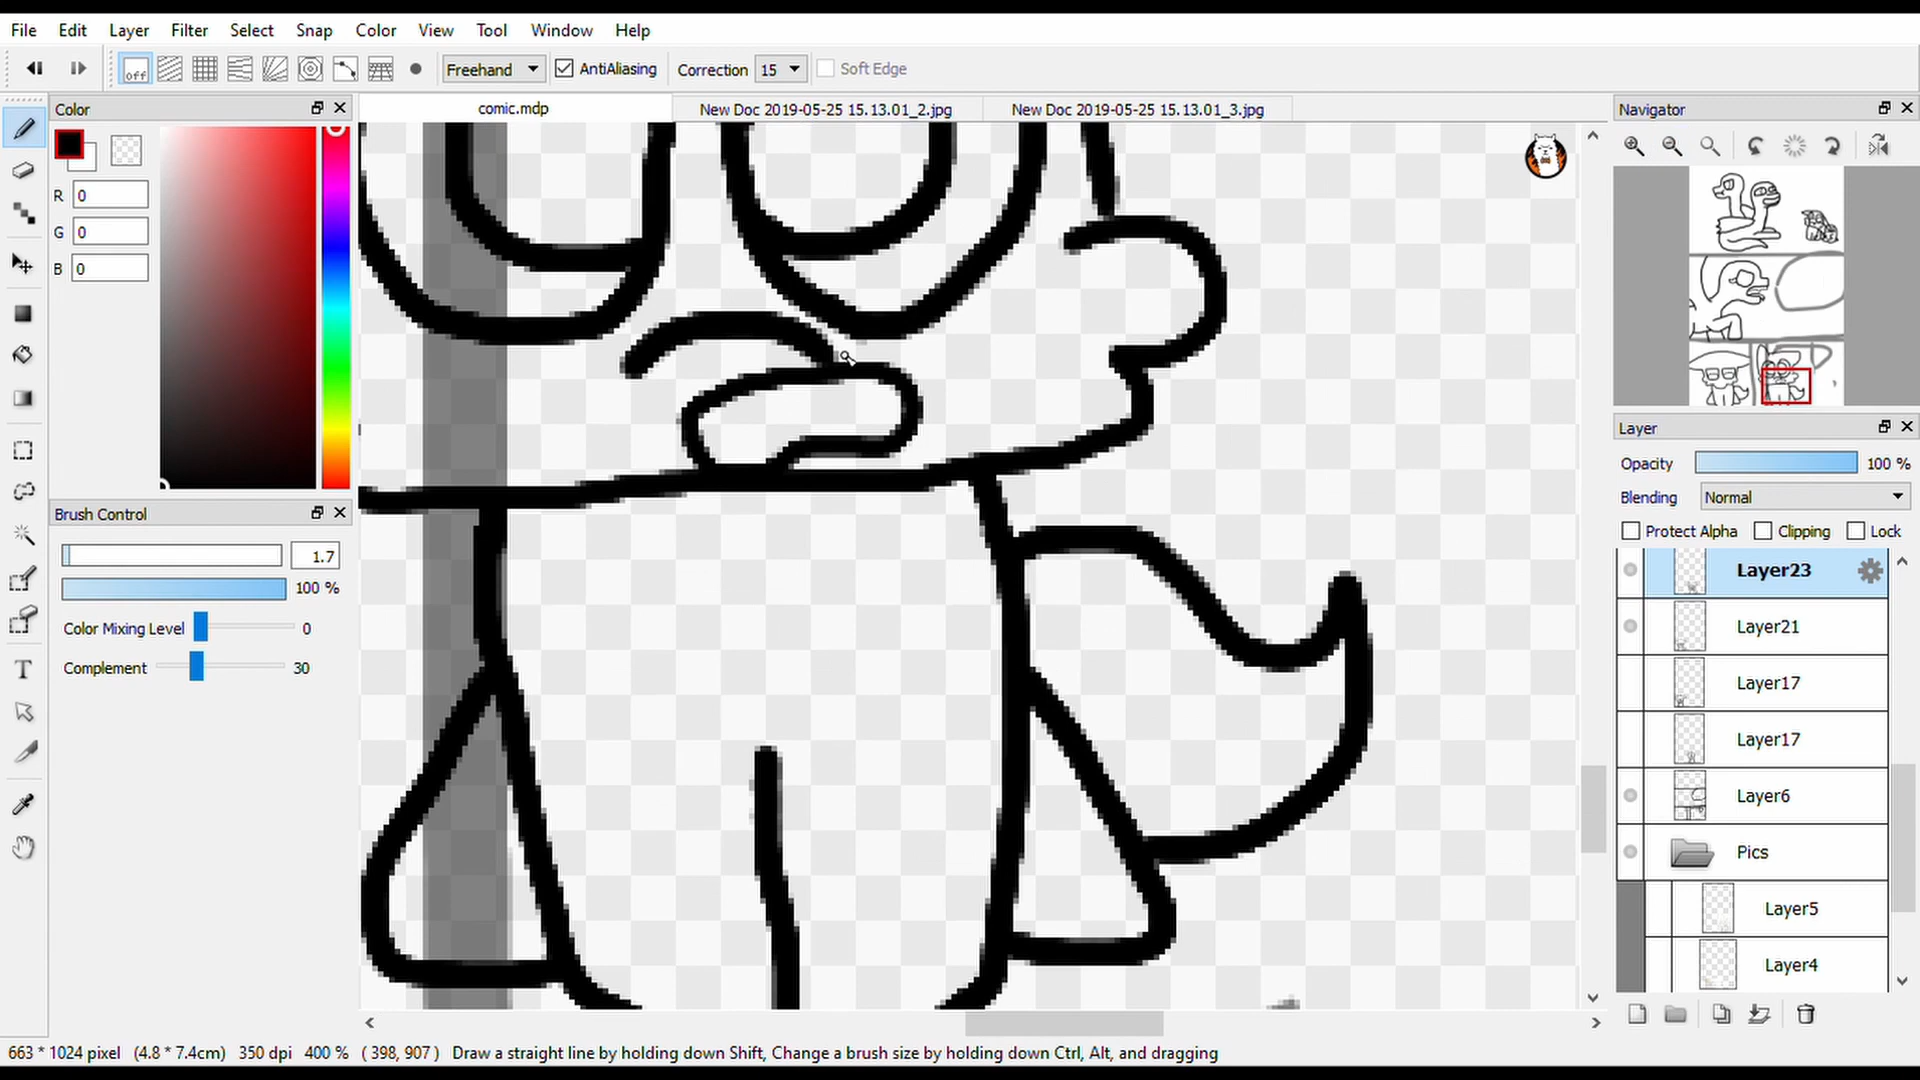 File Edit Layer Filter Select Snap Color View Tool Window Help
off Freehand AntiAliasing Correction 15 Soft Edge
Color
R 0
G 0
B 0
Brush Control
1.7
100 %
Color Mixing Level 0
Complement 30
T
comic.mdp New Doc 2019-05-25 15.13.01_2.jpg New Doc 2019-05-25 15.13.01_3.jpg
Navigator
Layer
Opacity 100 %
Blending Normal
Protect Alpha Clipping Lock
Layer23
Layer21
Layer17
Layer17
Layer6
Pics
Layer5
Layer4
663 * 1024 pixel (4.8 * 7.4cm) 350 dpi 400 % ( 398, 907 ) Draw a straight line by holding down Shift, Change a brush size by holding down Ctrl, Alt, and dragging